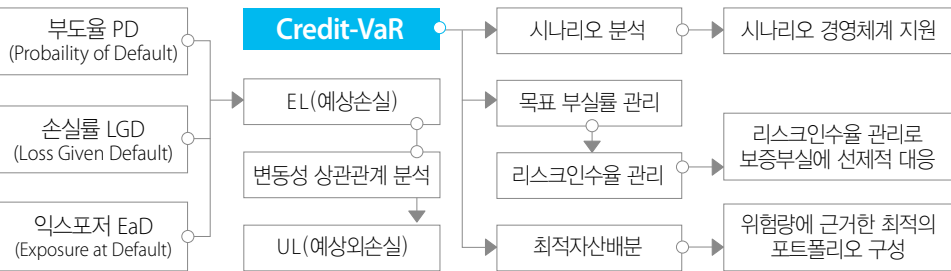 부도율 PD
(Probaility of Default)
손실률 LGD
(Loss Given Default)
익스포저 EaD
(Exposure at Default)
Credit-VaR
EL(예상손실)
변동성 상관관계 분석
UL(예상외손실)
시나리오 분석
목표 부실률 관리
리스크인수율 관리
최적자산배분
시나리오 경영체계 지원
리스크인수율 관리로
보증부실에 선제적 대응
위험량에 근거한 최적의
포트폴리오 구성